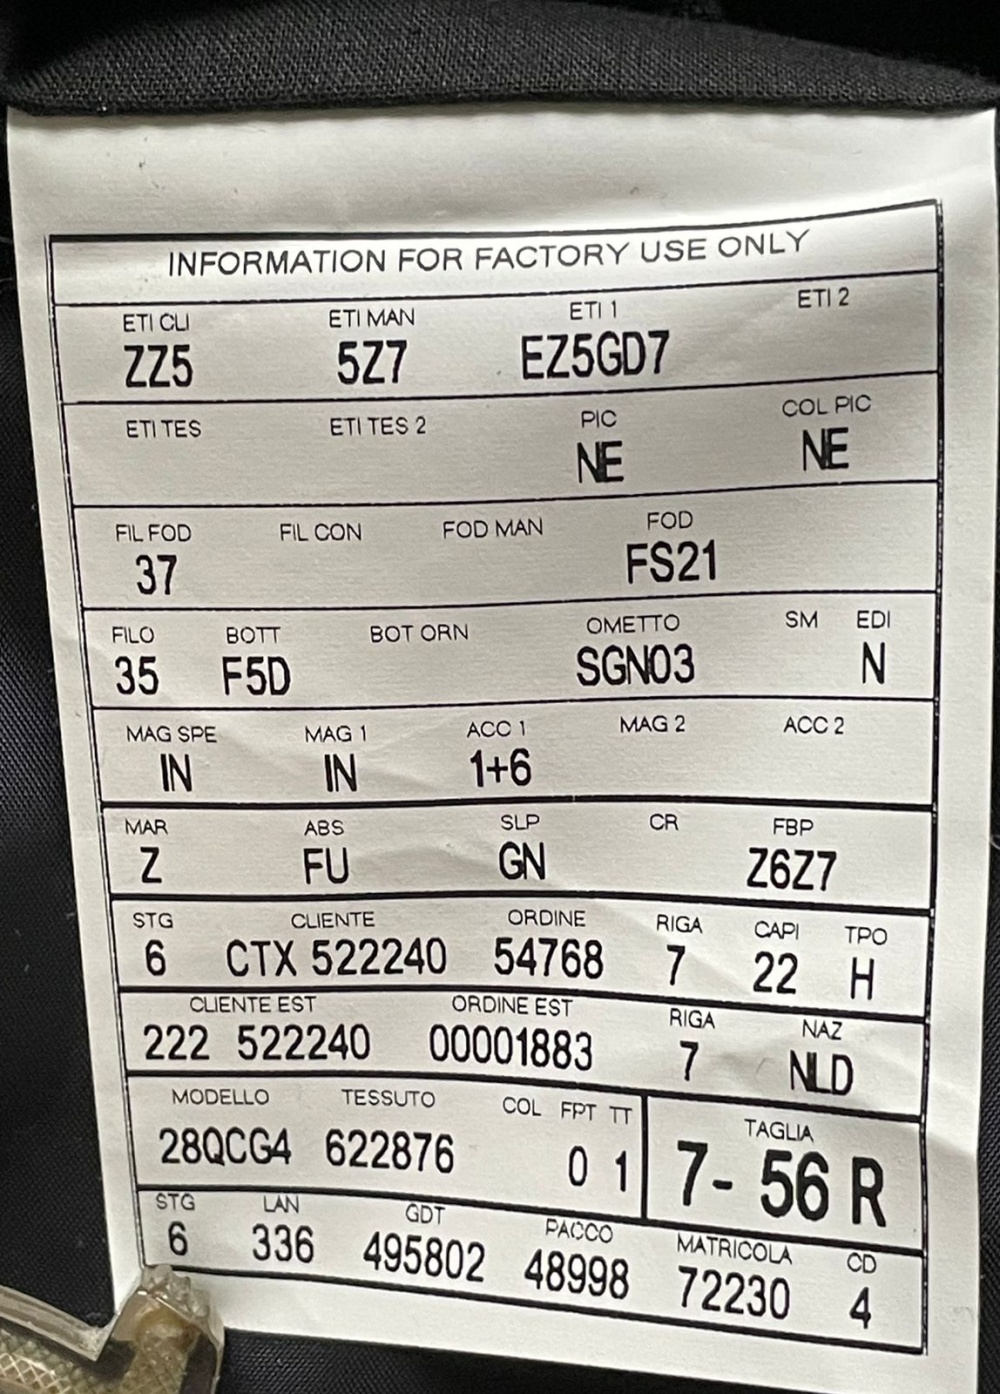 INFORMATION FOR FACTORY USE ONLY
ETI CLI ETI MAN ETI 1 ETI 2
ZZ5 5Z7 EZ5GD7
ETI TES ETI TES 2 PIC COL PIC
NE NE
FIL FOD FIL CON FOD MAN FOD
37 FS21
FILO BOTT BOT ORN OMETTO SM EDI
35 F5D SGN03 N
MAG SPE MAG 1 ACC 1 MAG 2 ACC 2
IN IN 1+6
MAR ABS SLP CR FBP
Z FU GN Z6Z7
STG CLIENTE ORDINE RIGA CAPI TPO
6 CTX 522240 54768 7 22 H
CLIENTE EST ORDINE EST RIGA NAZ
222 522240 00001883 7 NLD
MODELLO TESSUTO COL FPT TT TAGLIA
28QCG4 622876 0 1 7- 56 R
STG LAN GDT PACCO MATRICOLA CD
6 336 495802 48998 72230 4